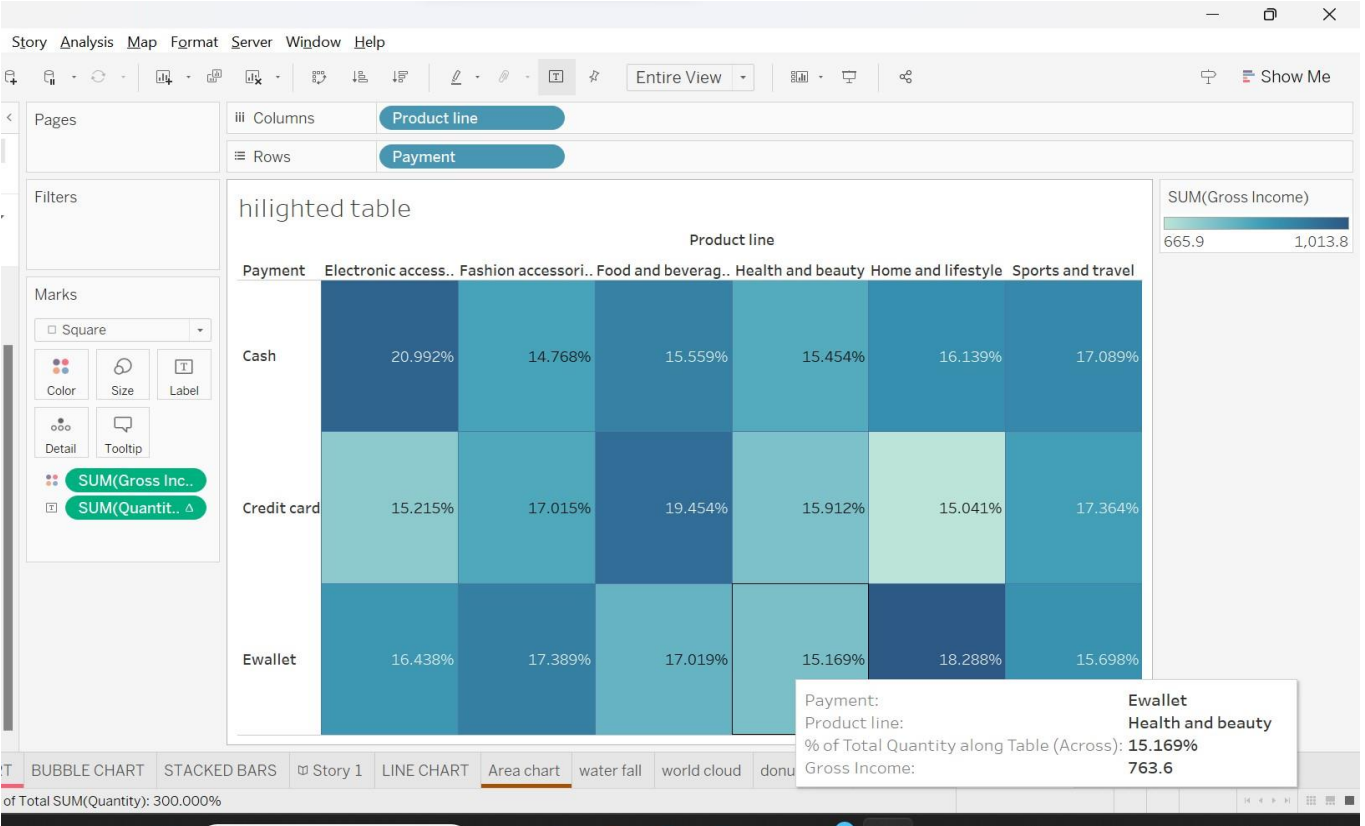 Story Analysis Map Format Server Window Help
Entire View
Show Me
Pages
Columns Product line
Rows Payment
Filters
hilighted table
SUM(Gross Income)
665.9 1,013.8
Product line
Payment Electronic access.. Fashion accessori.. Food and beverag.. Health and beauty Home and lifestyle Sports and travel
Marks
Square
Color Size Label
Detail Tooltip
SUM(Gross Inc..
SUM(Quantit.. Δ
Cash 20.992% 14.768% 15.559% 15.454% 16.139% 17.089%
Credit card 15.215% 17.015% 19.454% 15.912% 15.041% 17.364%
Ewallet 16.438% 17.389% 17.019% 15.169% 18.288% 15.698%
Payment: Ewallet
Product line: Health and beauty
% of Total Quantity along Table (Across): 15.169%
Gross Income: 763.6
T BUBBLE CHART STACKED BARS Story 1 LINE CHART Area chart water fall world cloud donu
of Total SUM(Quantity): 300.000%